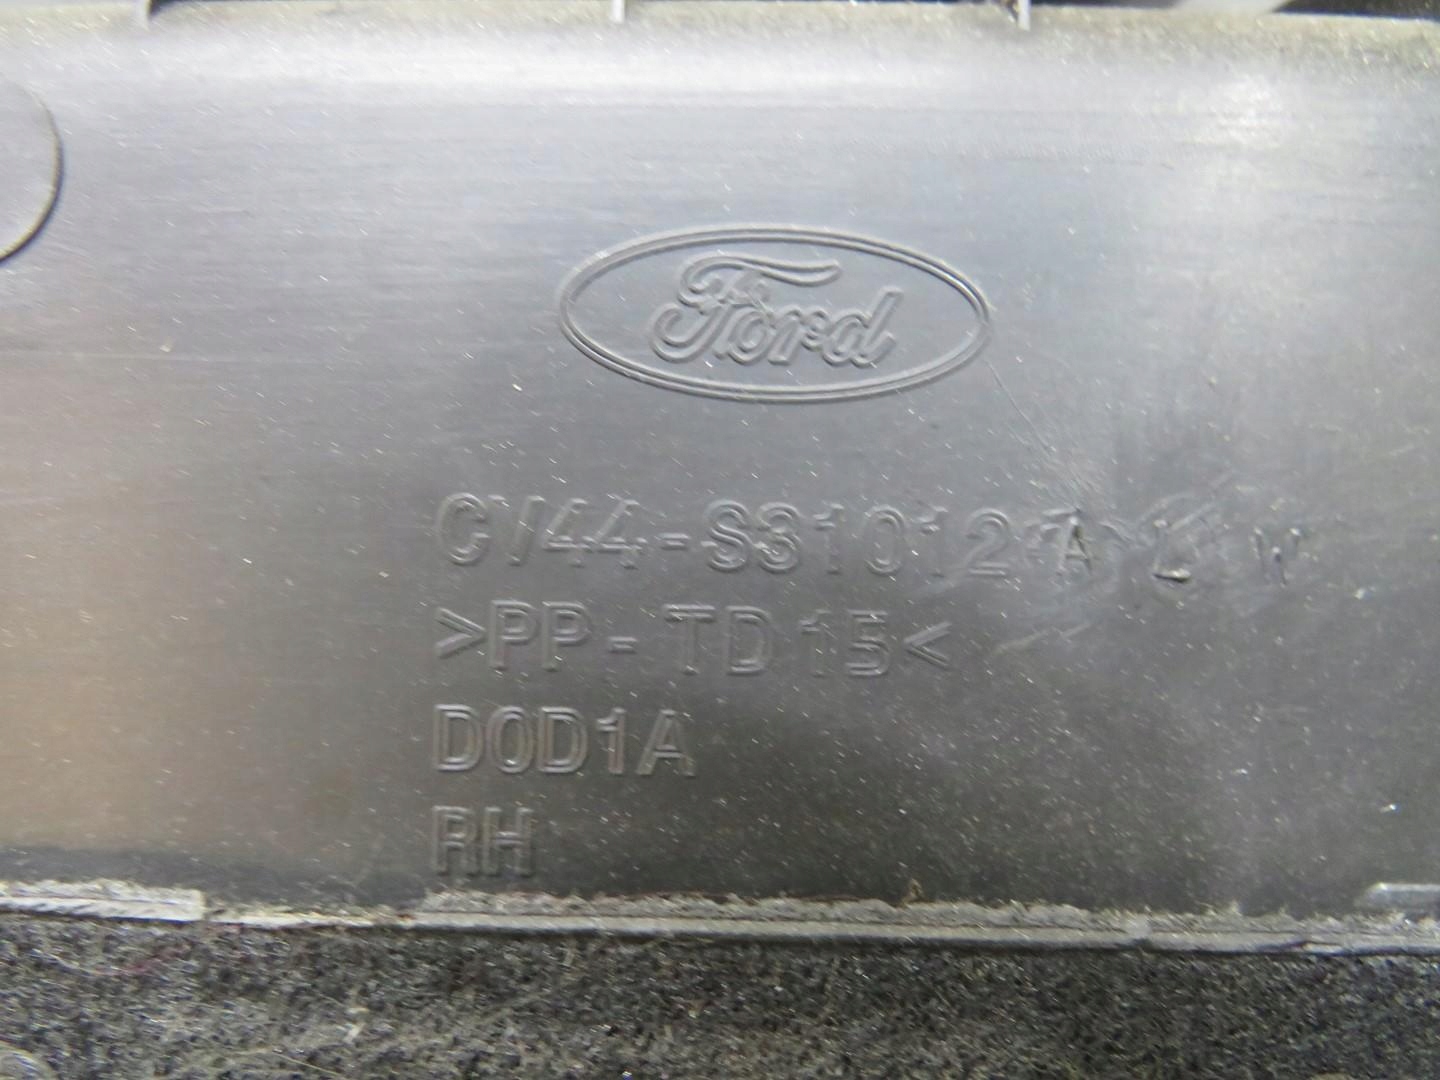 Ford
CV44-S31012-A L W
>PP-TD15<
D0D1A
RH